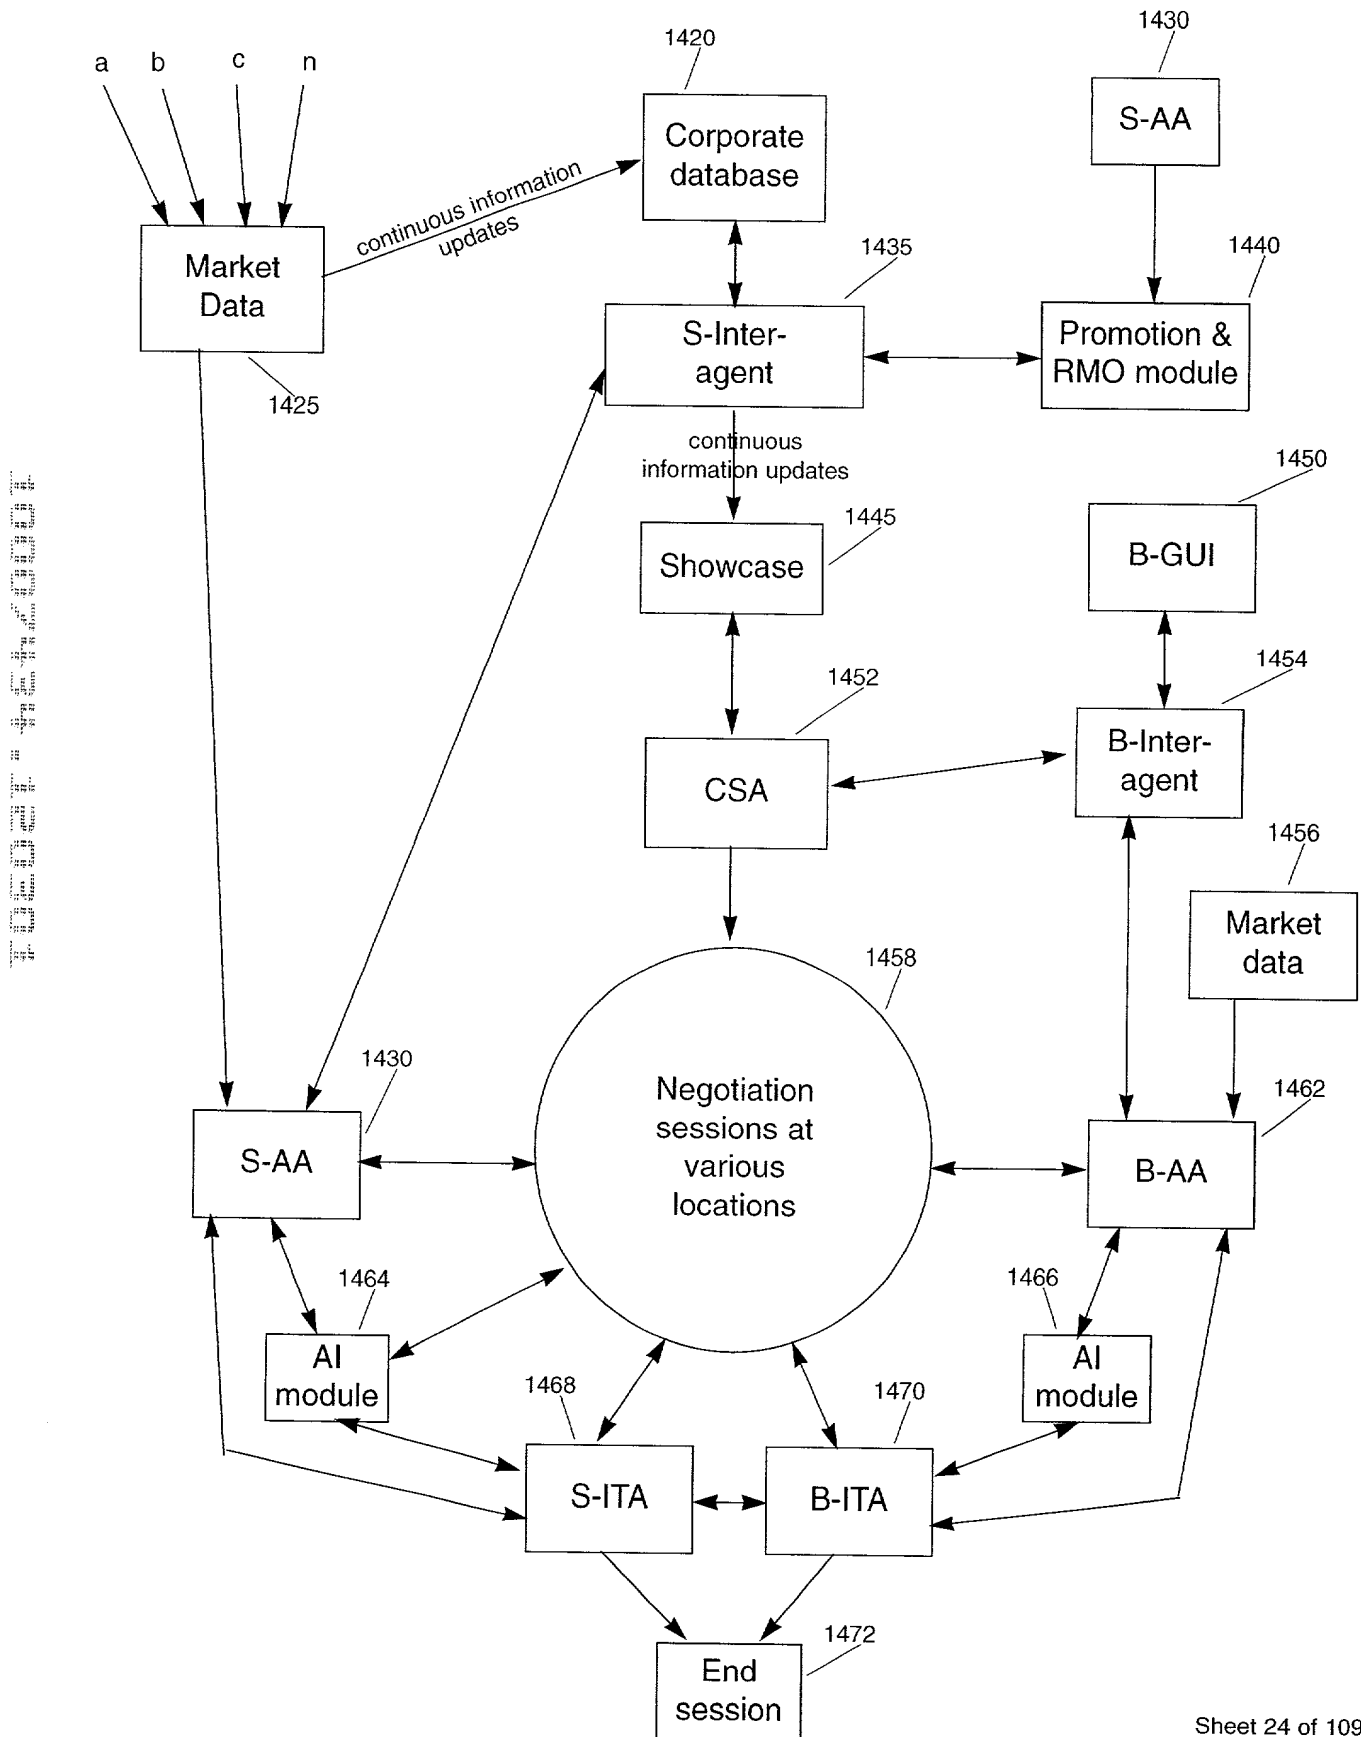 1420
1430
a b c n
Corporate
database
S-AA
continuous information
updates
1435
1440
Market
Data
S-Inter-
agent
Promotion &
RMO module
1425
continuous
information updates
1450
1445
Showcase
B-GUI
1452
1454
CSA
B-Inter-
agent
1456
Market
data
1458
1430
Negotiation
sessions at
various
locations
1462
S-AA
B-AA
1464
1466
AI
module
AI
module
1468
1470
S-ITA
B-ITA
1472
End
session
Sheet 24 of 109